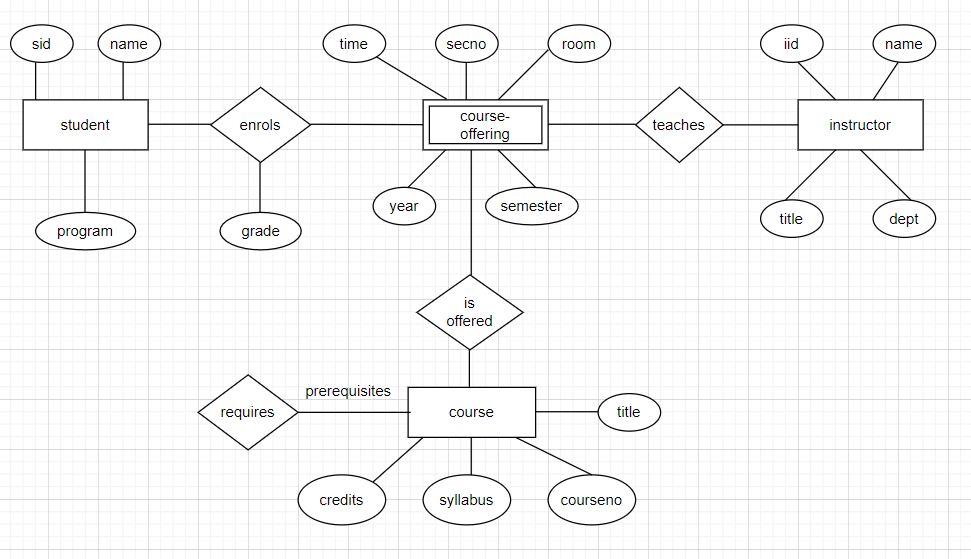 sid
name
time
secno
room
iid
name
student
enrols
course-
offering
teaches
instructor
year
semester
program
grade
title
dept
is
offered
prerequisites
requires
course
title
credits
syllabus
courseno